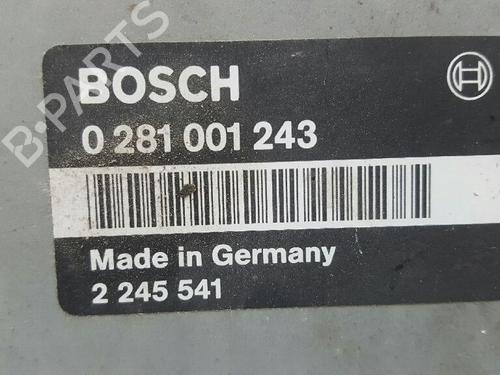 BOSCH
0 281 001 243
Made in Germany
2 245 541
B-PARTS